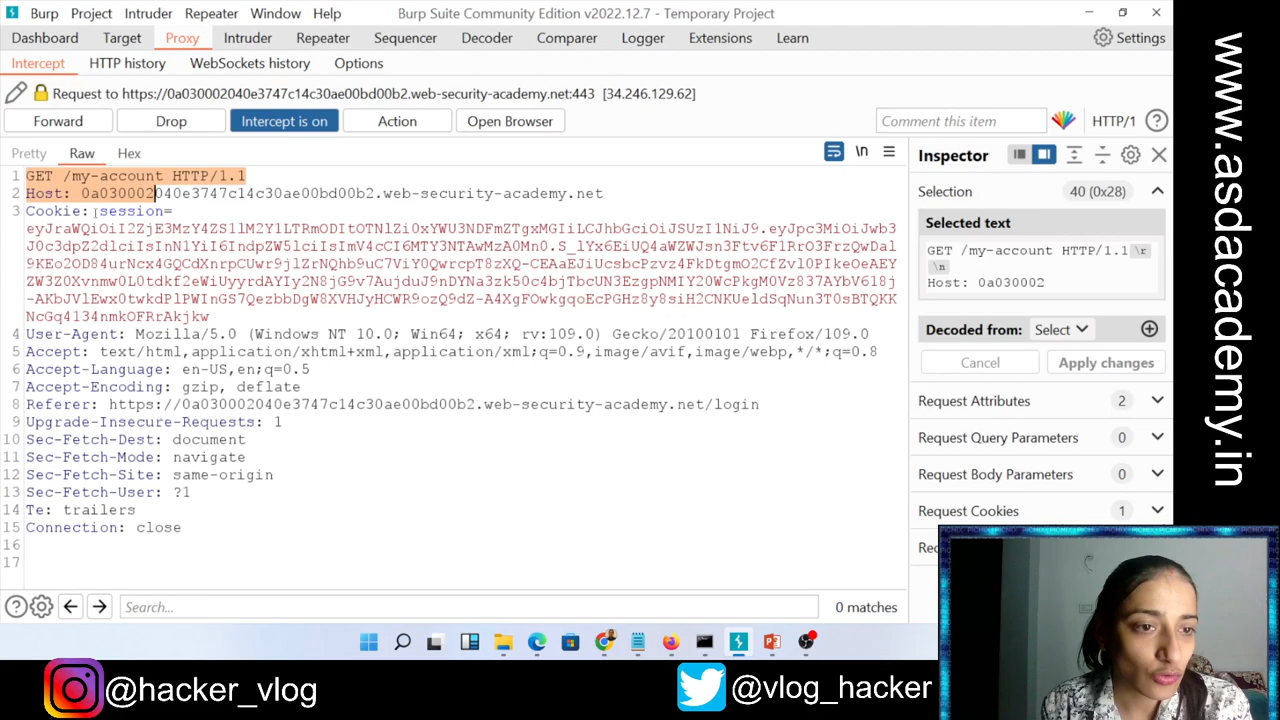 Burp Project Intruder Repeater Window Help Burp Suite Community Edition v2022.12.7 - Temporary Project
Dashboard Target Proxy Intruder Repeater Sequencer Decoder Comparer Logger Extensions Learn Settings
Intercept HTTP history WebSockets history Options
Request to https://0a030002040e3747c14c30ae00bd00b2.web-security-academy.net:443 [34.246.129.62]
Forward Drop Intercept is on Action Open Browser Comment this item HTTP/1
Pretty Raw Hex \n
1 GET /my-account HTTP/1.1
2 Host: 0a030002040e3747c14c30ae00bd00b2.web-security-academy.net
3 Cookie: session=
eyJraWQiOiI2ZjE3MzY4ZS1lM2Y1LTRmODItOTNlZi0xYWU3NDFmZTgxMGIiLCJhbGciOiJSUzI1NiJ9.eyJpc3MiOiJwb3
J0c3dpZ2dlciIsInN1YiI6IndpZW5lciIsImV4cCI6MTY3NTAwMzA0Mn0.S_lYx6EiUQ4aWZWJsn3Ftv6F1RrO3FrzQwDal
9KEo2OD84urNcx4GQCdXnrpCUwr9jlZrNQhb9uC7ViY0QwrcpT8zXQ-CEAaEJiUcsbcPzvz4FkDtgmO2CfZvl0PIkeOeAEY
ZW3Z0Xvnmw0L0tdkf2eWiUyyrdAYIy2N8jG9v7AujduJ9nDYNa3zk50c4bjTbcUN3EzgpNMIY20WcPkgM0Vz837AYbV618j
-AKbJVlEwx0twkdPlPWInGS7QezbbDgW8XVHJyHCWR9ozQ9dZ-A4XgFOwkgqoEcPGHz8y8siH2CNKUeldSqNun3T0sBTQKK
NcGq4134nmkOFRrAkjkw
4 User-Agent: Mozilla/5.0 (Windows NT 10.0; Win64; x64; rv:109.0) Gecko/20100101 Firefox/109.0
5 Accept: text/html,application/xhtml+xml,application/xml;q=0.9,image/avif,image/webp,*/*;q=0.8
6 Accept-Language: en-US,en;q=0.5
7 Accept-Encoding: gzip, deflate
8 Referer: https://0a030002040e3747c14c30ae00bd00b2.web-security-academy.net/login
9 Upgrade-Insecure-Requests: 1
10 Sec-Fetch-Dest: document
11 Sec-Fetch-Mode: navigate
12 Sec-Fetch-Site: same-origin
13 Sec-Fetch-User: ?1
14 Te: trailers
15 Connection: close
16
17
Search... 0 matches
Inspector
Selection 40 (0x28)
Selected text
GET /my-account HTTP/1.1 \r
\n
Host: 0a030002
Decoded from: Select
Cancel Apply changes
Request Attributes 2
Request Query Parameters 0
Request Body Parameters 0
Request Cookies 1
www.asdacademy.in
@hacker_vlog
@vlog_hacker